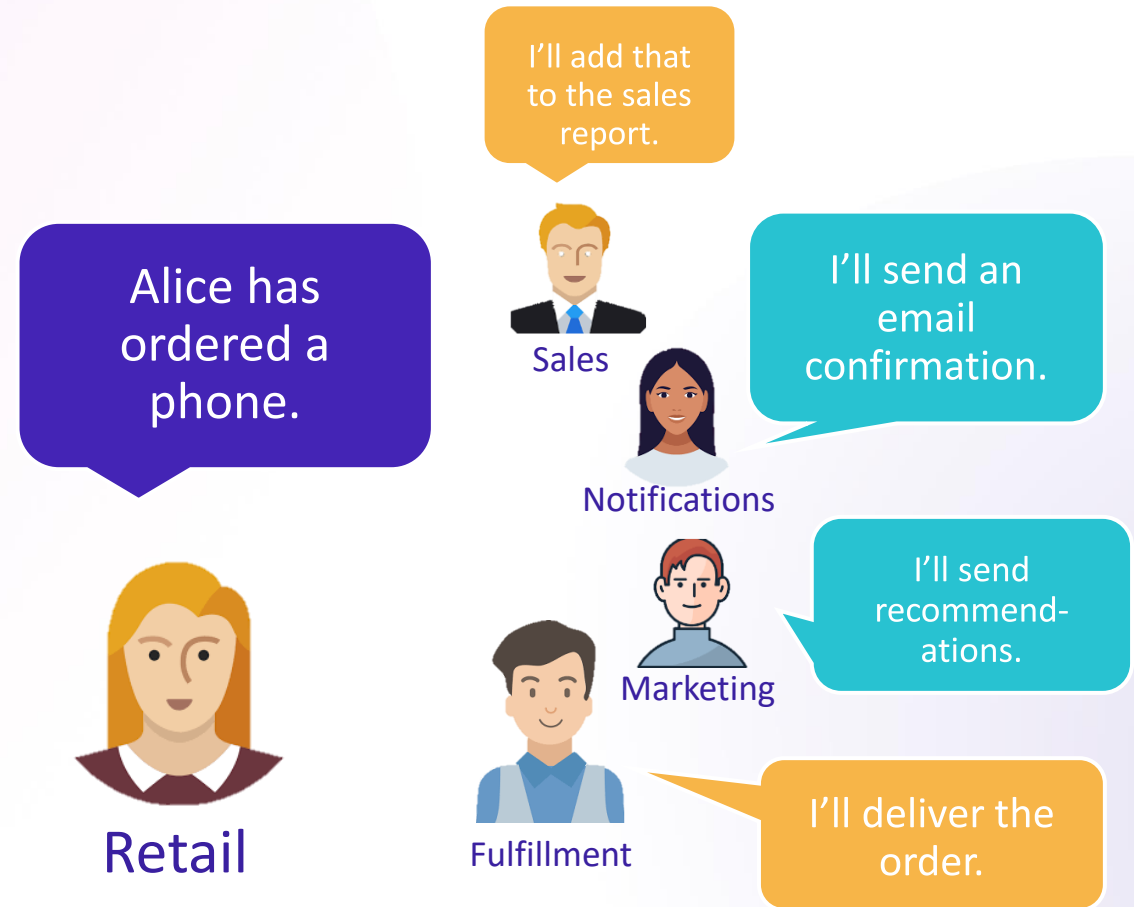 I’ll add that
to the sales
report.
Alice has
ordered a
phone.
Sales
I’ll send an
email
confirmation.
Notifications
I’ll send
recommend-
ations.
Marketing
I’ll deliver the
order.
Retail
Fulfillment